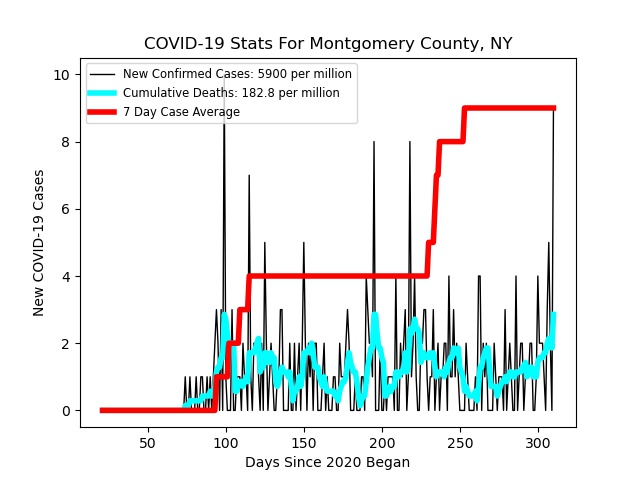 COVID-19 Stats For Montgomery County, NY
New Confirmed Cases: 5900 per million
Cumulative Deaths: 182.8 per million
7 Day Case Average
10
8
6
4
2
0
New COVID-19 Cases
50 100 150 200 250 300
Days Since 2020 Began